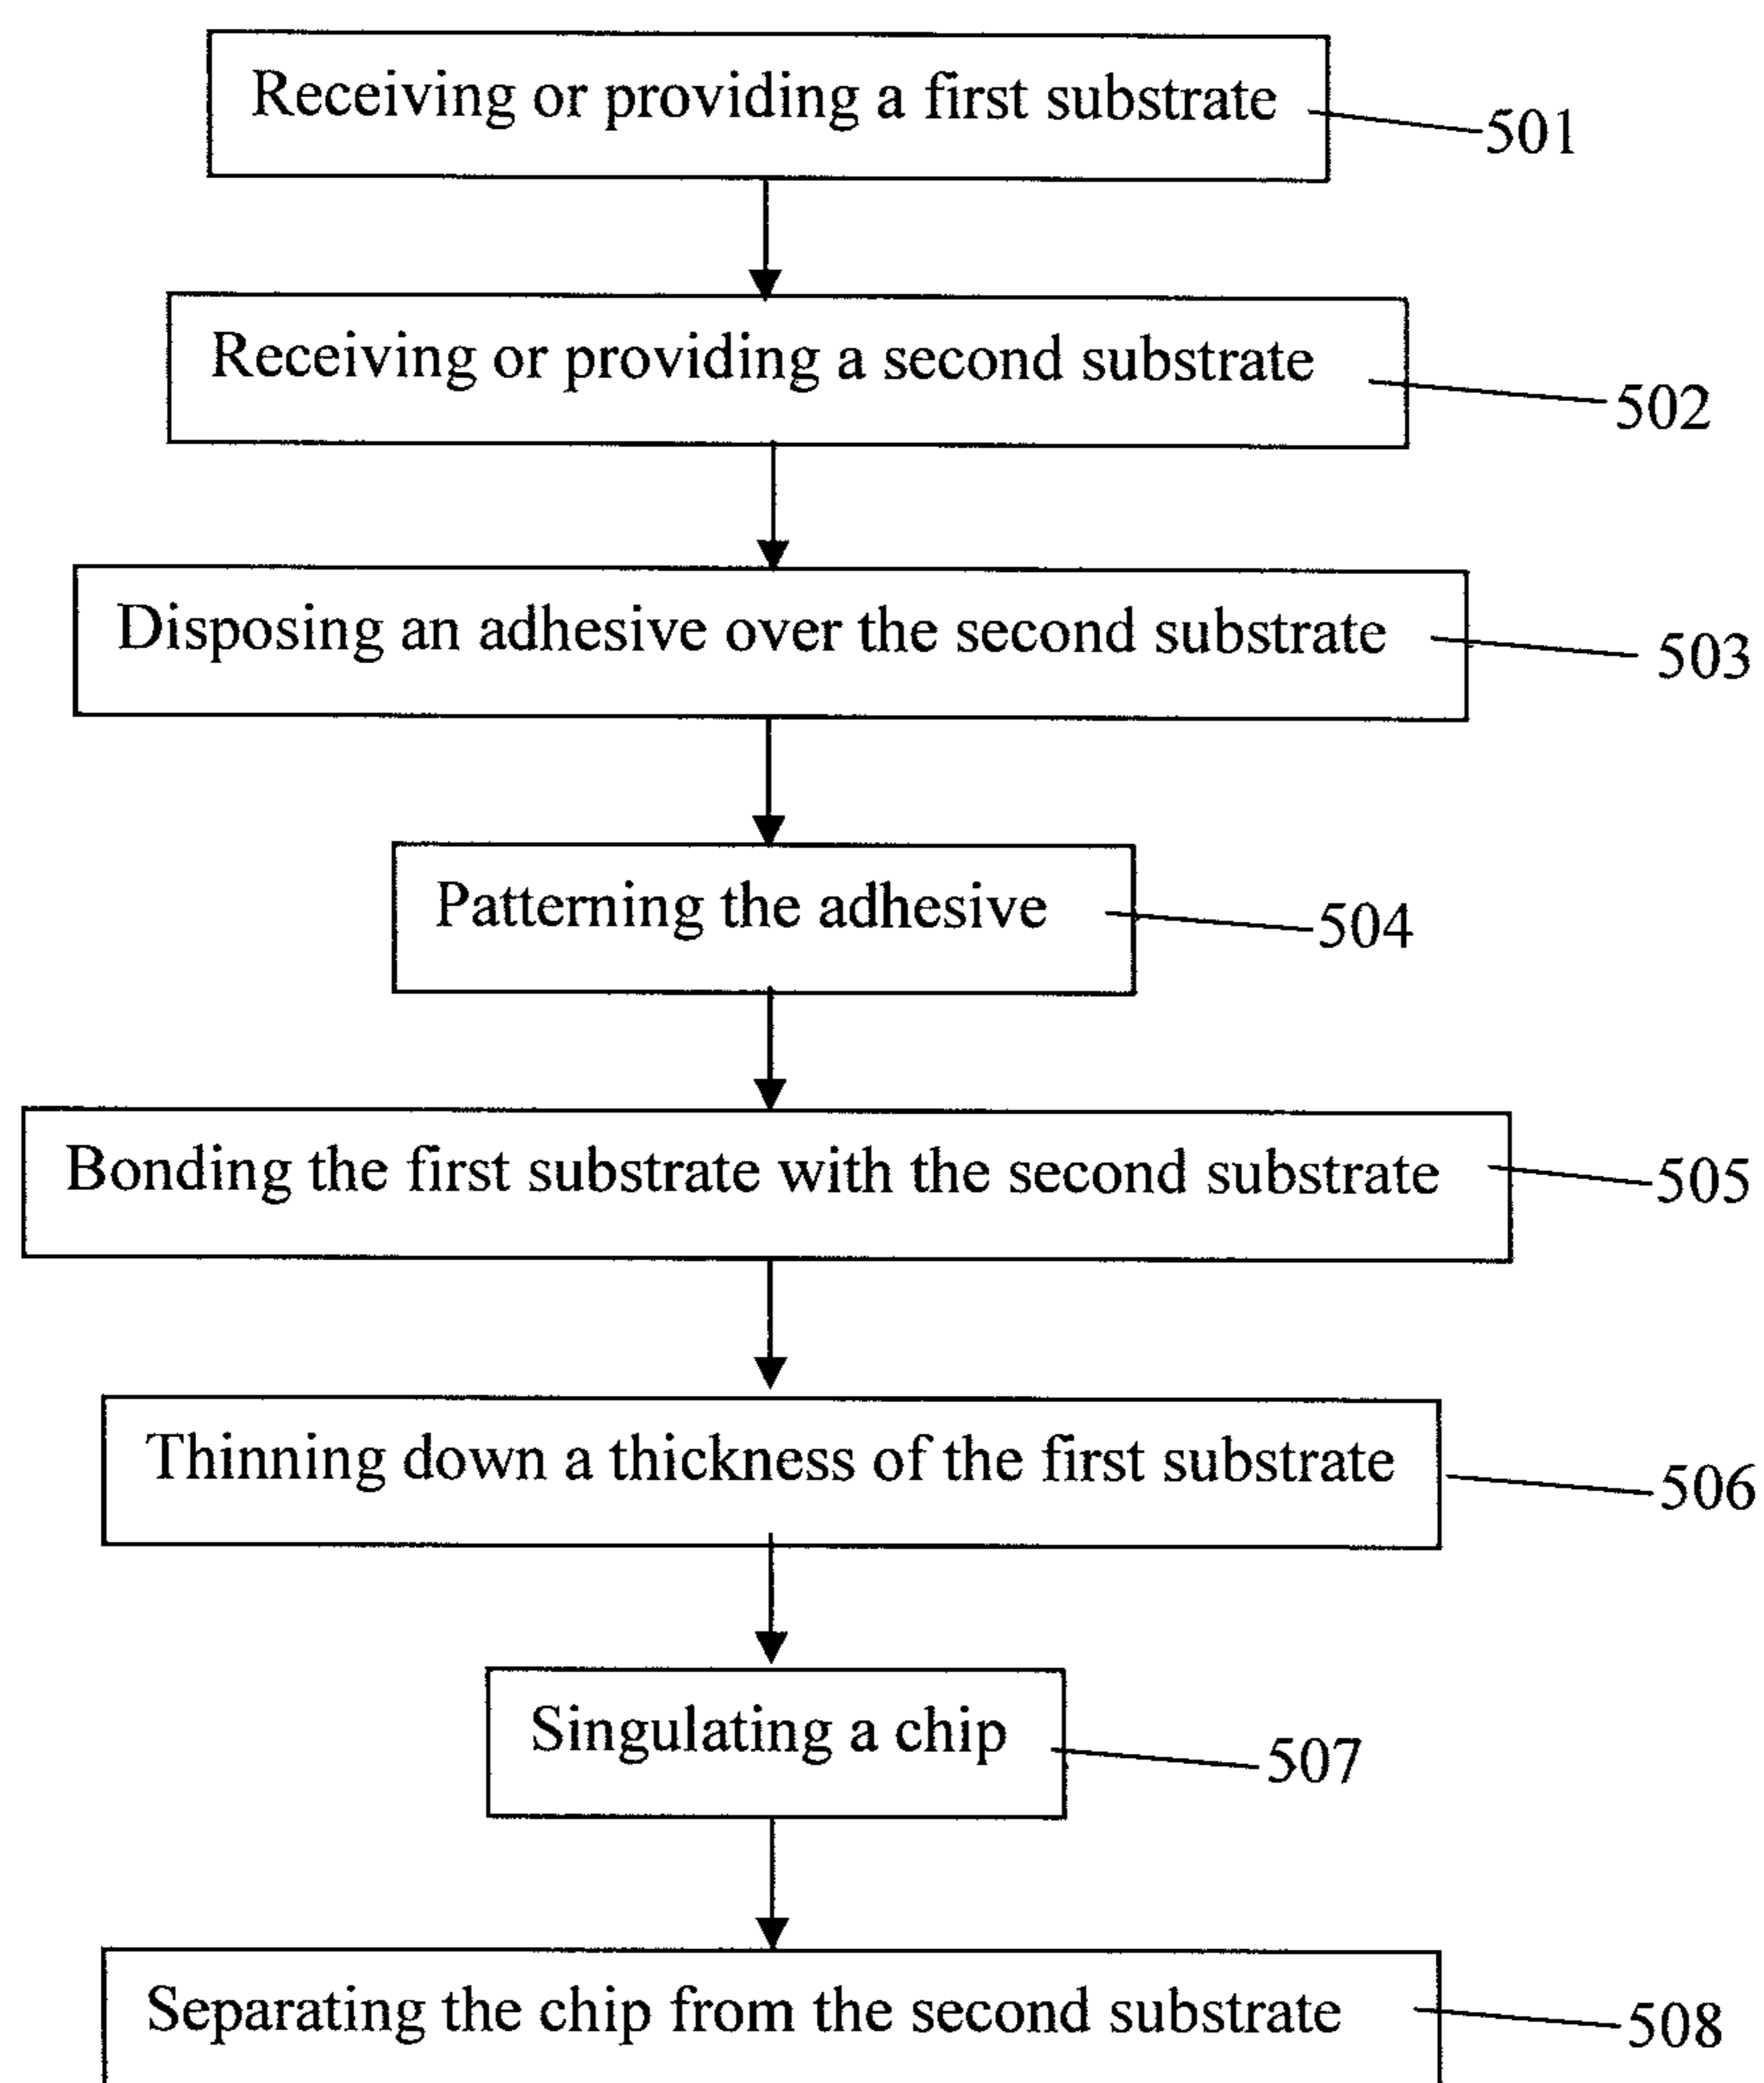 Receiving or providing a first substrate
501
Receiving or providing a second substrate
502
Disposing an adhesive over the second substrate
503
Patterning the adhesive
504
Bonding the first substrate with the second substrate
505
Thinning down a thickness of the first substrate
506
Singulating a chip
507
Separating the chip from the second substrate
508